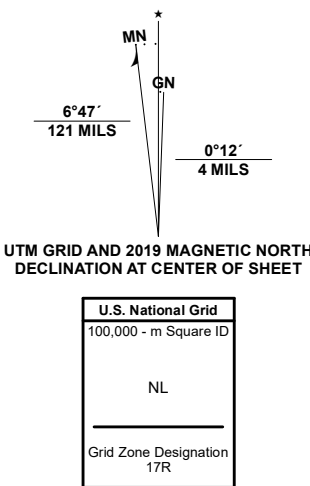 ★
MN
GN
6°47´
121 MILS
0°12´
4 MILS
UTM GRID AND 2019 MAGNETIC NORTH
DECLINATION AT CENTER OF SHEET
U.S. National Grid
100,000 - m Square ID
NL
Grid Zone Designation
17R